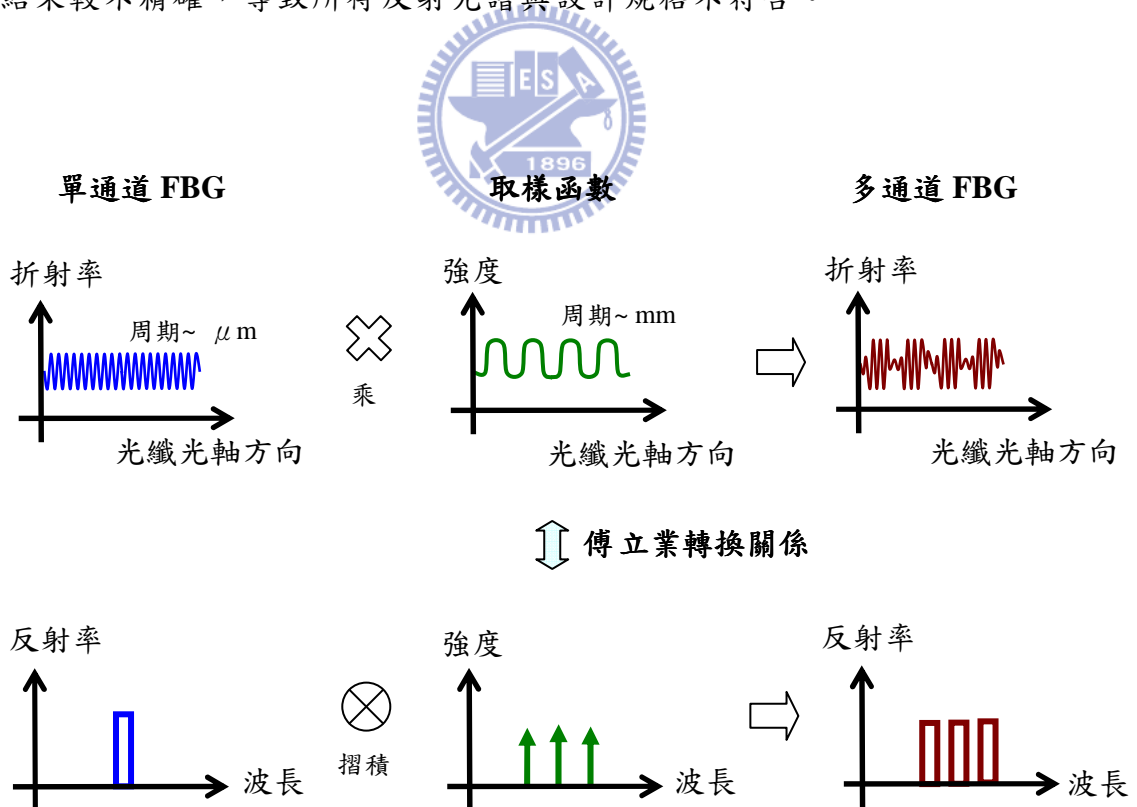 結果較不精確，導致所得反射光譜與設計規格不符合。
E S A
1896
單通道 FBG
取樣函數
多通道 FBG
折射率
強度
折射率
周期~ μm
周期~ mm
乘
光纖光軸方向
光纖光軸方向
光纖光軸方向
傅立業轉換關係
反射率
強度
反射率
摺積
波長
波長
波長